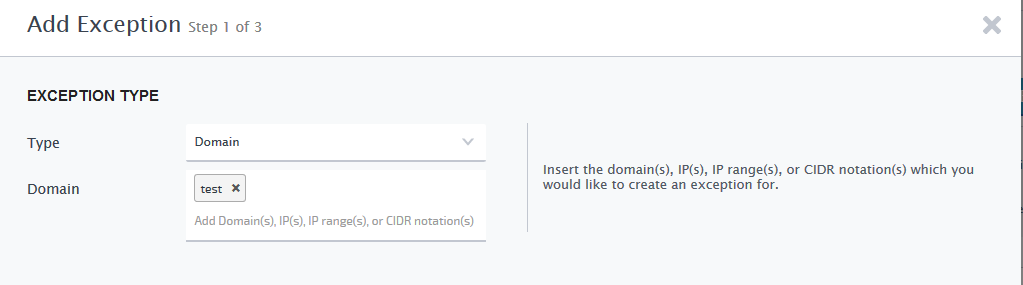 Add Exception Step 1 of 3
EXCEPTION TYPE
Type
Domain
Insert the domain(s), IP(s), IP range(s), or CIDR notation(s) which you
would like to create an exception for.
Domain
test
Add Domain(s), IP(s), IP range(s), or CIDR notation(s)